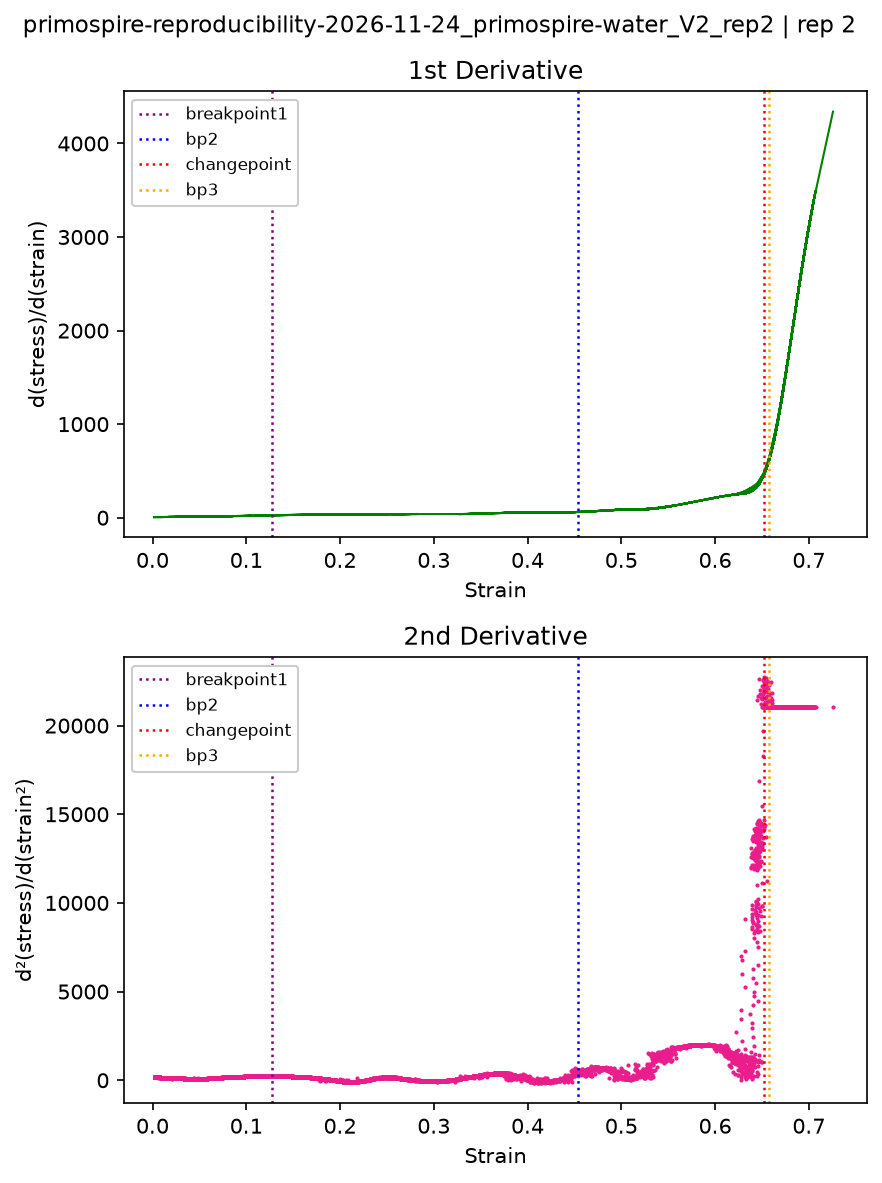 primospire-reproducibility-2026-11-24_primospire-water_V2_rep2 | rep 2
1st Derivative
breakpoint1
bp2
changepoint
bp3
d(stress)/d(strain)
4000
3000
2000
1000
0
0.0 0.1 0.2 0.3 0.4 0.5 0.6 0.7
Strain
2nd Derivative
breakpoint1
bp2
changepoint
bp3
d²(stress)/d(strain²)
20000
15000
10000
5000
0
0.0 0.1 0.2 0.3 0.4 0.5 0.6 0.7
Strain